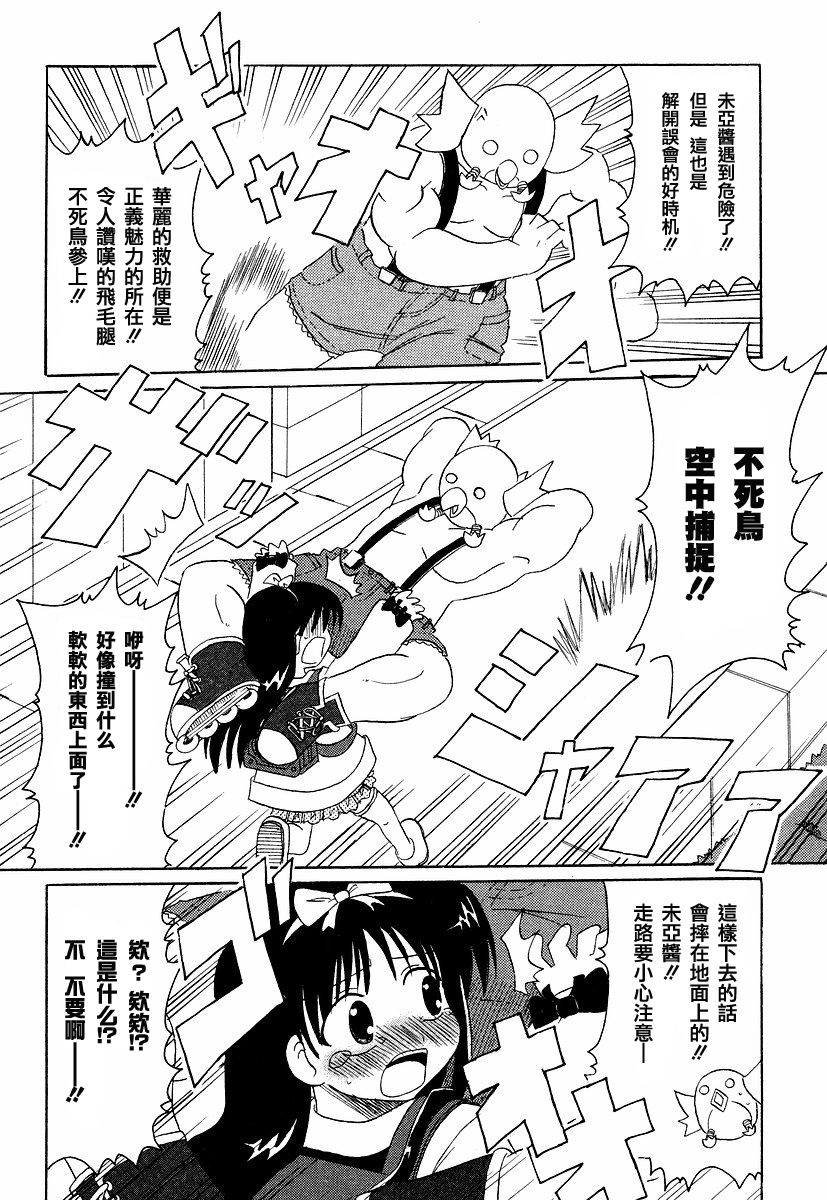 未亞醬遇到危險了!!
但是 這也是
解開誤會的好時机!!
ギャオオ
華麗的救助便是
正義魅力的所在!!
令人讚嘆的飛毛腿
不死鳥參上!!
不死鳥
空中捕捉!!
ザザ
シャアア
咿呀——!!
好像撞到什么
軟軟的東西上面了——!!
這樣下去的話
會摔在地面上的!!
未亞醬!!
走路要小心注意—
欸? 欸欸!?
這是什么!?
不 不要啊——!!